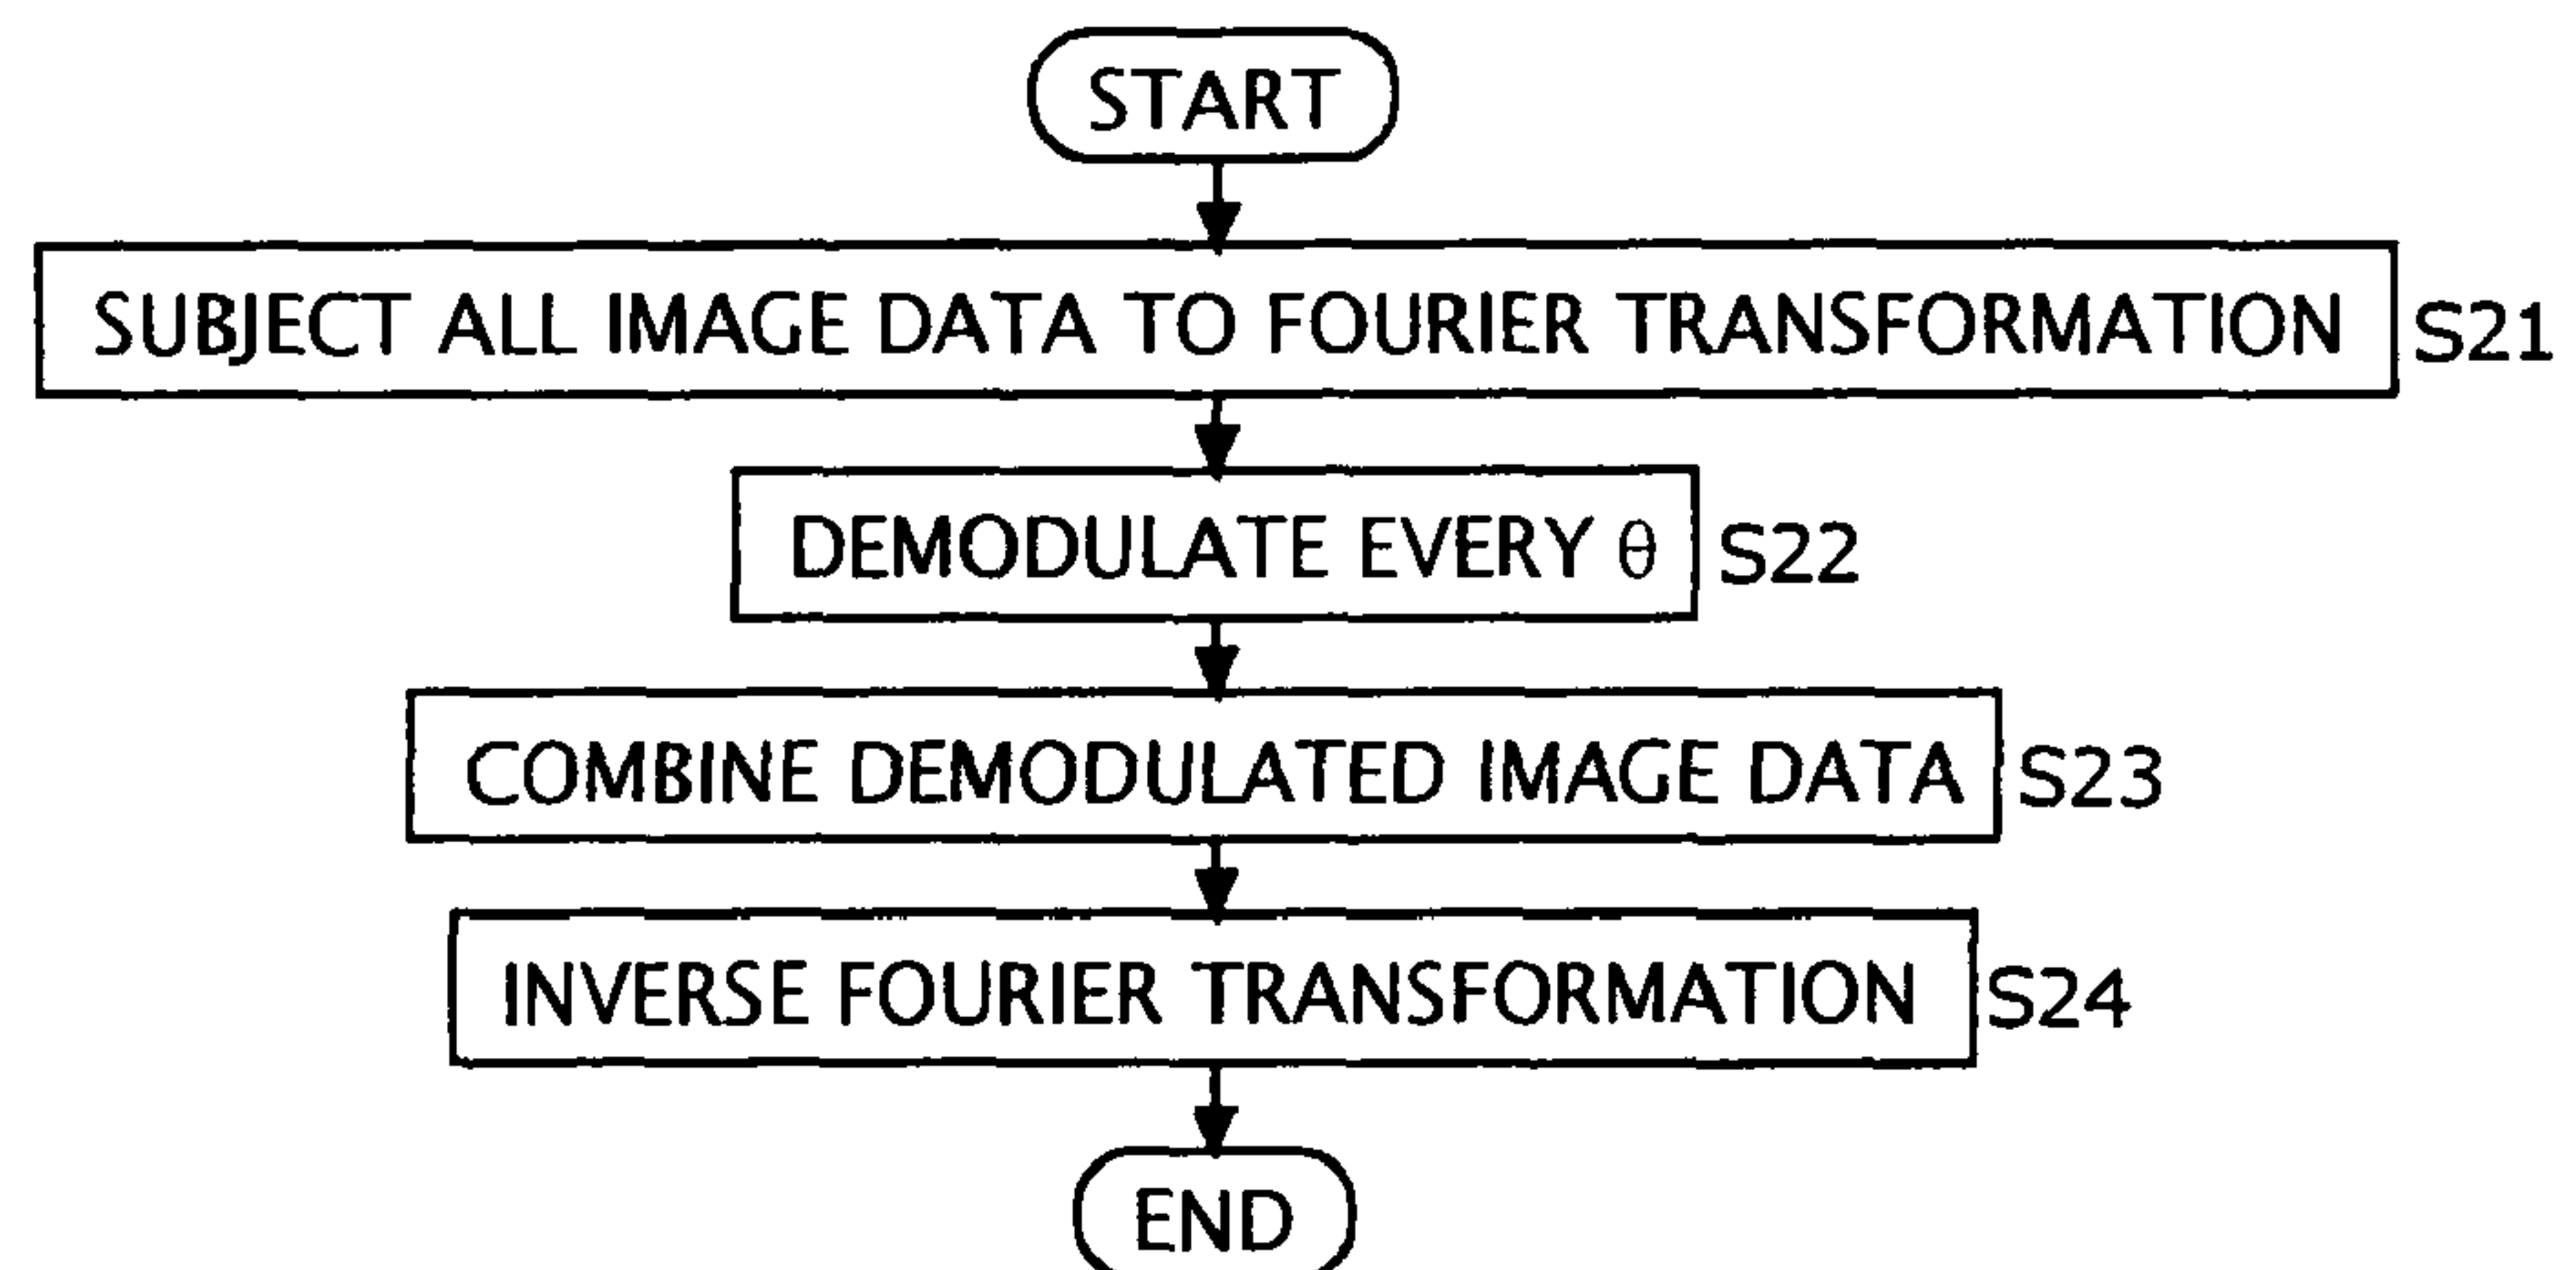 START
SUBJECT ALL IMAGE DATA TO FOURIER TRANSFORMATION S21
DEMODULATE EVERY θ S22
COMBINE DEMODULATED IMAGE DATA S23
INVERSE FOURIER TRANSFORMATION S24
END